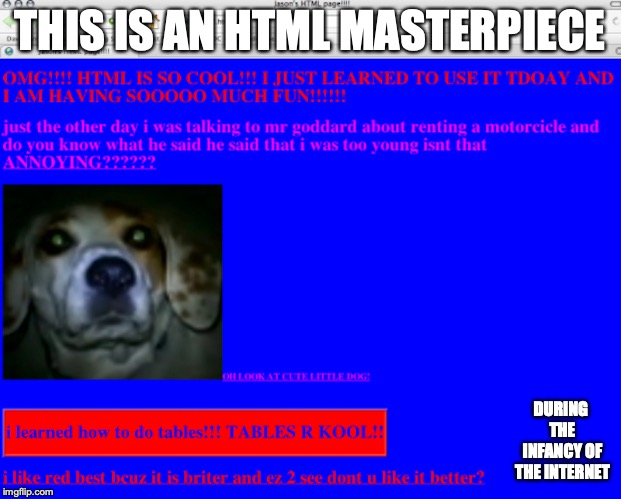 Jason's HTML page!!!!
THIS IS AN HTML MASTERPIECE
OMG!!!! HTML IS SO COOL!!! I JUST LEARNED TO USE IT TDOAY AND
I AM HAVING SOOOOO MUCH FUN!!!!!!
just the other day i was talking to mr goddard about renting a motorcicle and
do you know what he said he said that i was too young isnt that
ANNOYING??????
OH LOOK AT CUTE LITTLE DOG!
i learned how to do tables!!! TABLES R KOOL!!
DURING
THE
INFANCY OF
THE INTERNET
i like red best bcuz it is briter and ez 2 see dont u like it better?
imgflip.com